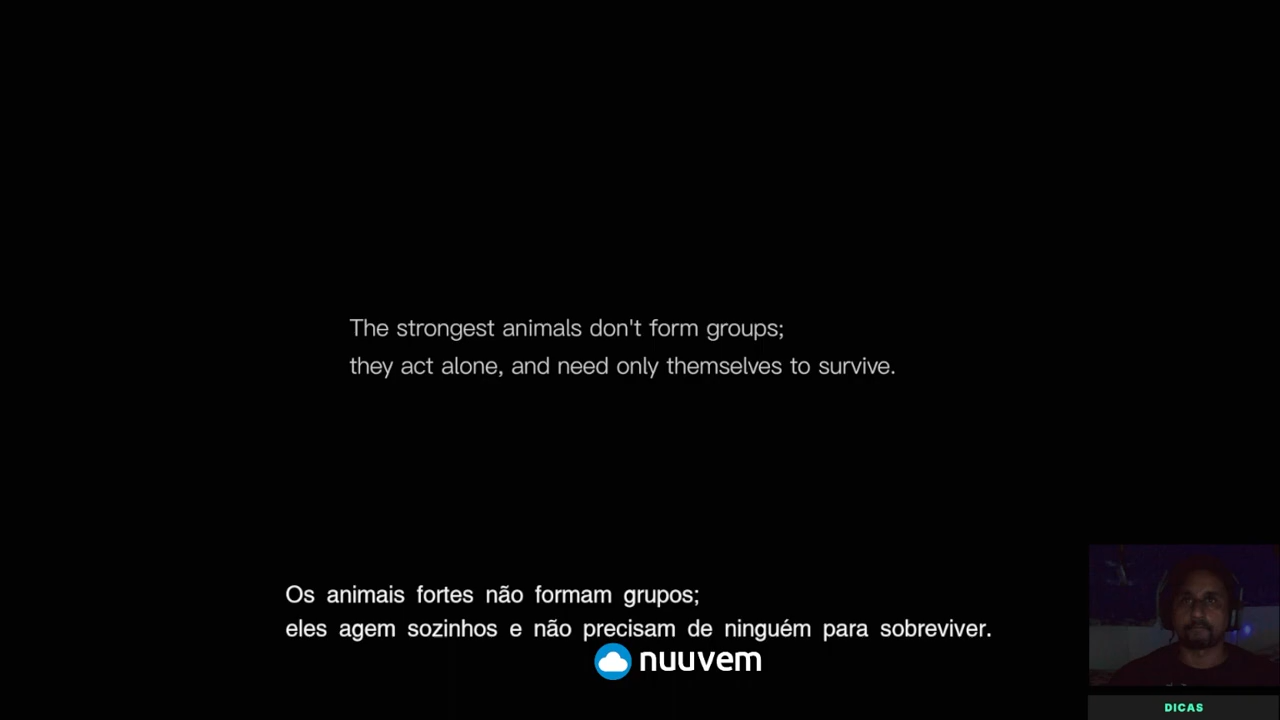 The strongest animals don't form groups;
they act alone, and need only themselves to survive.
Os animais fortes não formam grupos;
eles agem sozinhos e não precisam de ninguém para sobreviver.
nuuvem
DICAS